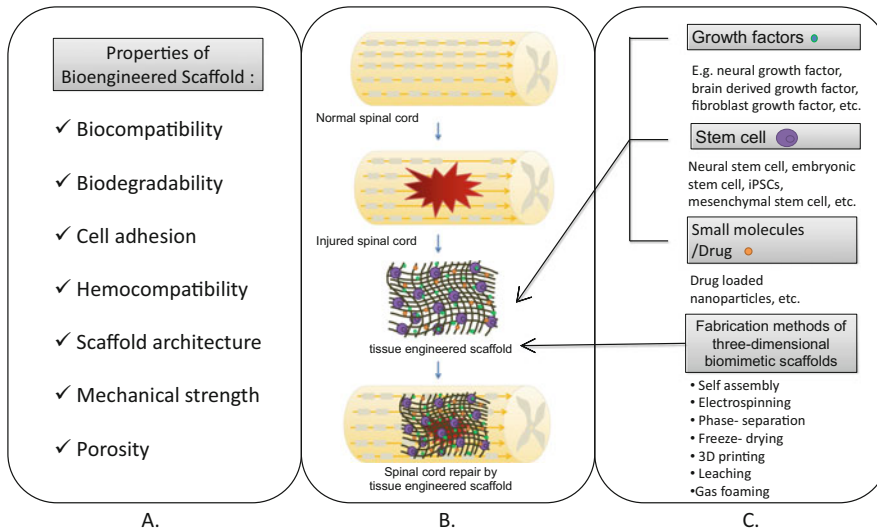 Properties of
Bioengineered Scaffold :
✓ Biocompatibility
✓ Biodegradability
✓ Cell adhesion
✓ Hemocompatibility
✓ Scaffold architecture
✓ Mechanical strength
✓ Porosity
A.
Normal spinal cord
Injured spinal cord
tissue engineered scaffold
Spinal cord repair by
tissue engineered scaffold
B.
Growth factors
E.g. neural growth factor,
brain derived growth factor,
fibroblast growth factor, etc.
Stem cell
Neural stem cell, embryonic
stem cell, iPSCs,
mesenchymal stem cell, etc.
Small molecules
/Drug
Drug loaded
nanoparticles, etc.
Fabrication methods of
three-dimensional
biomimetic scaffolds
• Self assembly
• Electrospinning
• Phase- separation
• Freeze- drying
• 3D printing
• Leaching
•Gas foaming
C.